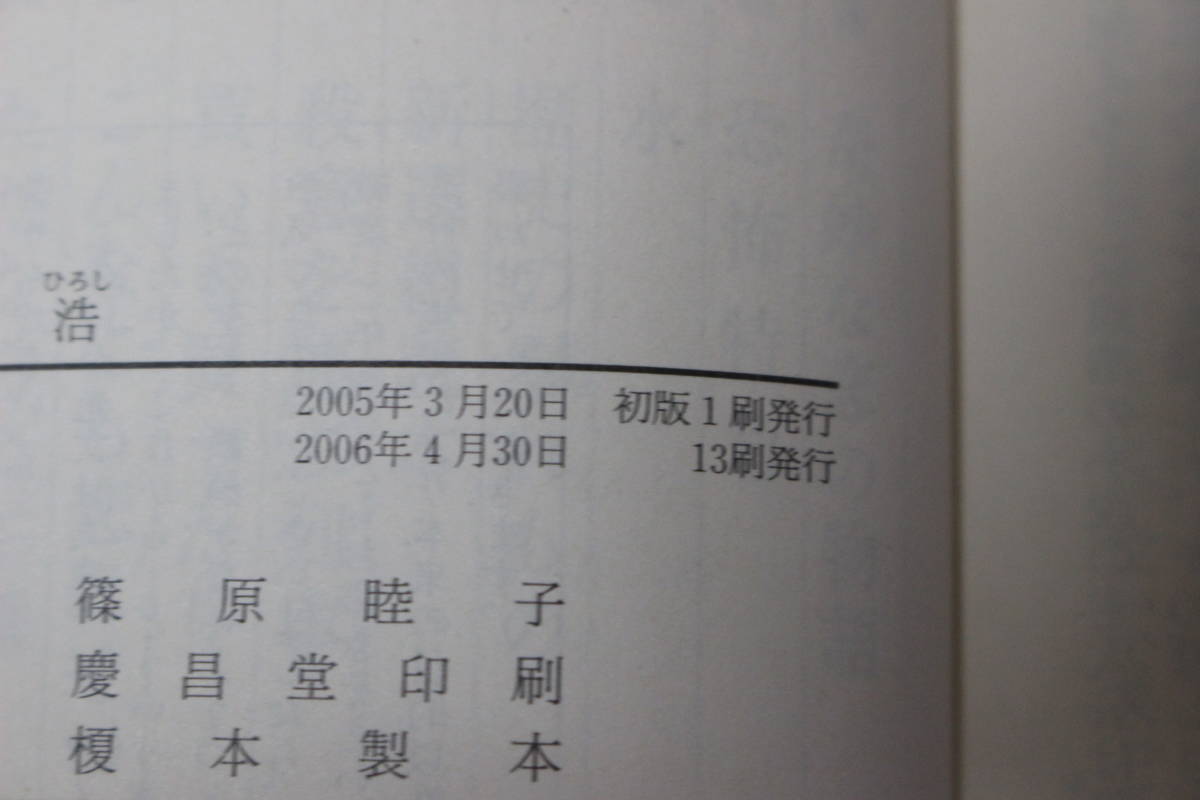 ひろし
浩
2005年3月20日 初版1刷発行
2006年4月30日 13刷発行
篠原睦子
慶昌堂印刷
榎本製本